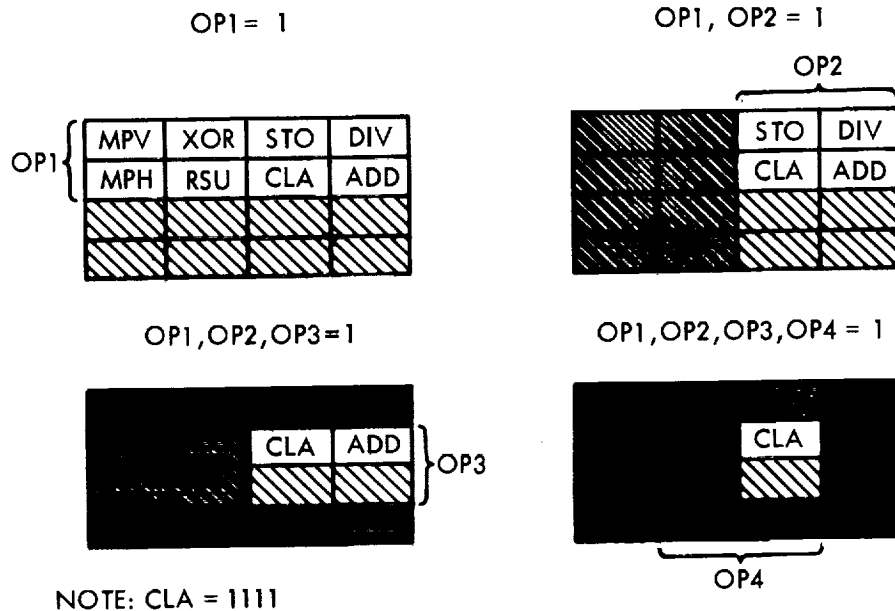 OP1 = 1
OP1, OP2 = 1
OP2
OP1
MPV XOR STO DIV
MPH RSU CLA ADD
STO DIV
CLA ADD
OP1,OP2,OP3=1
OP1,OP2,OP3,OP4 = 1
CLA ADD
OP3
CLA
OP4
NOTE: CLA = 1111